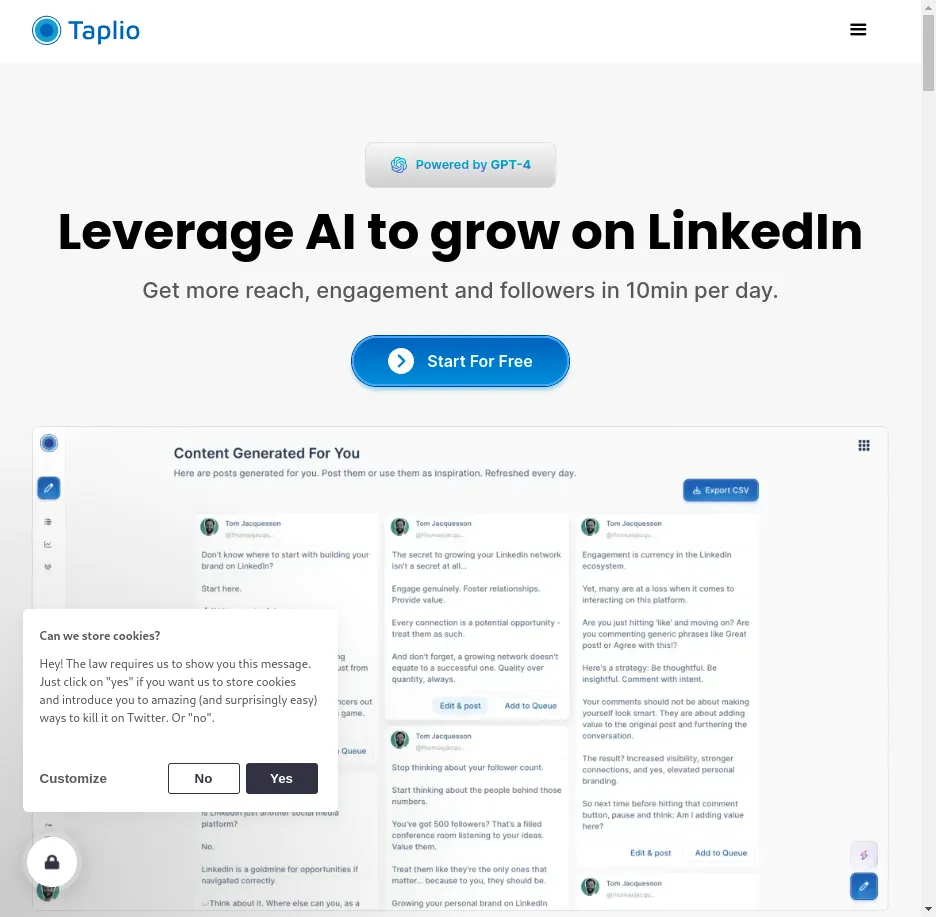 Taplio
Powered by GPT-4
Leverage AI to grow on LinkedIn
Get more reach, engagement and followers in 10min per day.
Start For Free
Content Generated For You
Here are posts generated for you. Post them or use them as inspiration. Refreshed every day.
Export CSV
Tom Jacquesson
@thomasjacqu...
Don't know where to start with building your
brand on LinkedIn?
Start here.
ng
ust from
ncers out
game.
Queue
is LinkedIn just another social media
platform?
No.
LinkedIn is a goldmine for opportunities if
navigated correctly.
Think about it. Where else can you, as a
Tom Jacquesson
@thomasjacqu...
The secret to growing your LinkedIn network
isn't a secret at all...
Engage genuinely. Foster relationships.
Provide value.
Every connection is a potential opportunity -
treat them as such.
And don't forget, a growing network doesn't
equate to a successful one. Quality over
quantity, always.
Edit & post
Add to Queue
Tom Jacquesson
@thomasjacqu...
Stop thinking about your follower count.
Start thinking about the people behind those
numbers.
You've got 500 followers? That's a filled
conference room listening to your ideas.
Value them.
Treat them like they're the only ones that
matter... because to you, they should be.
Growing your personal brand on LinkedIn
Tom Jacquesson
@thomasjacqu...
Engagement is currency in the LinkedIn
ecosystem.
Yet, many are at a loss when it comes to
interacting on this platform.
Are you just hitting 'like' and moving on? Are
you commenting generic phrases like Great
post! or Agree with this!?
Here's a strategy: Be thoughtful. Be
insightful. Comment with intent.
Your comments should not be about making
yourself look smart. They are about adding
value to the original post and furthering the
conversation.
The result? Increased visibility, stronger
connections, and yes, elevated personal
branding.
So next time before hitting that comment
button, pause and think: Am I adding value
here?
Edit & post
Add to Queue
Tom Jacquesson
@thomasjacqu...
Can we store cookies?
Hey! The law requires us to show you this message.
Just click on "yes" if you want us to store cookies
and introduce you to amazing (and surprisingly easy)
ways to kill it on Twitter. Or "no".
Customize
No
Yes